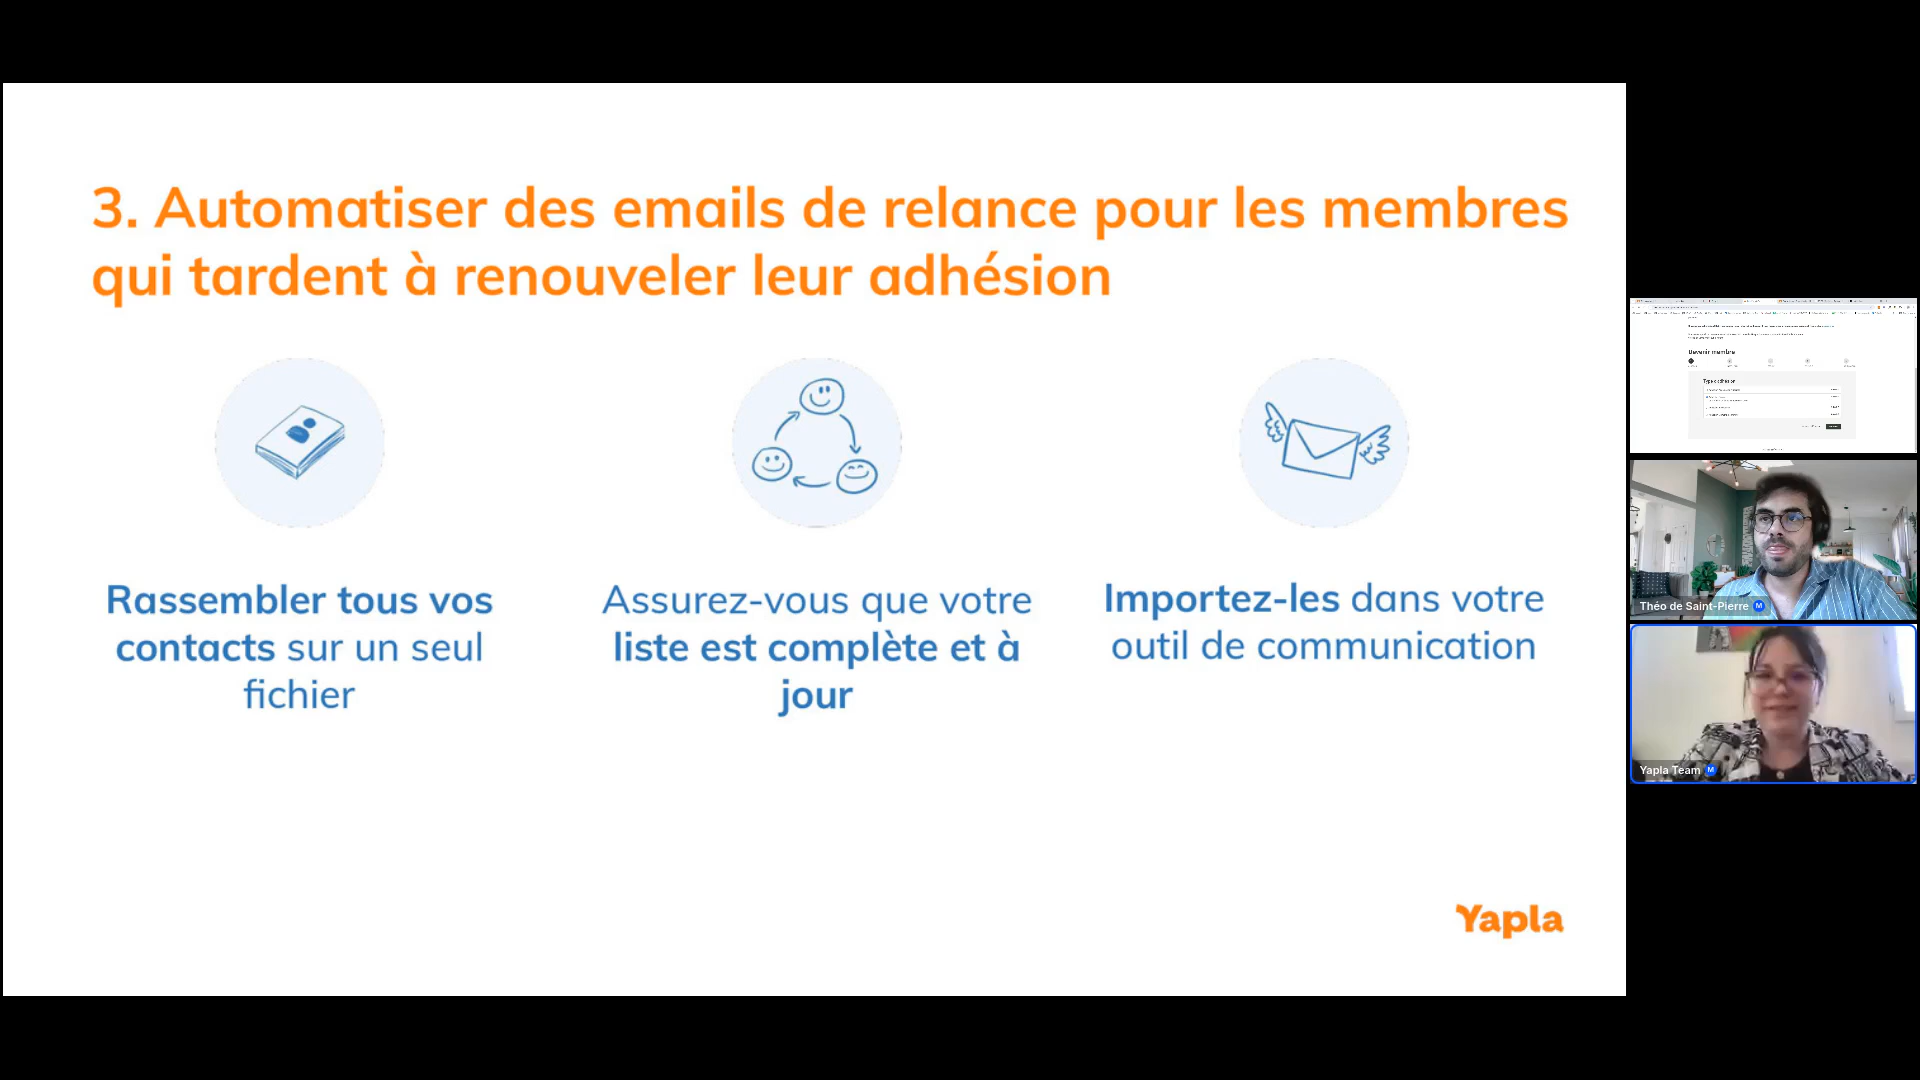 3. Automatiser des emails de relance pour les membres
qui tardent à renouveler leur adhésion
Rassembler tous vos
contacts sur un seul
fichier
Assurez-vous que votre
liste est complète et à
jour
Importez-les dans votre
outil de communication
Yapla
Devenir membre
Type d'adhésion
Théo de Saint-Pierre M
Yapla Team M